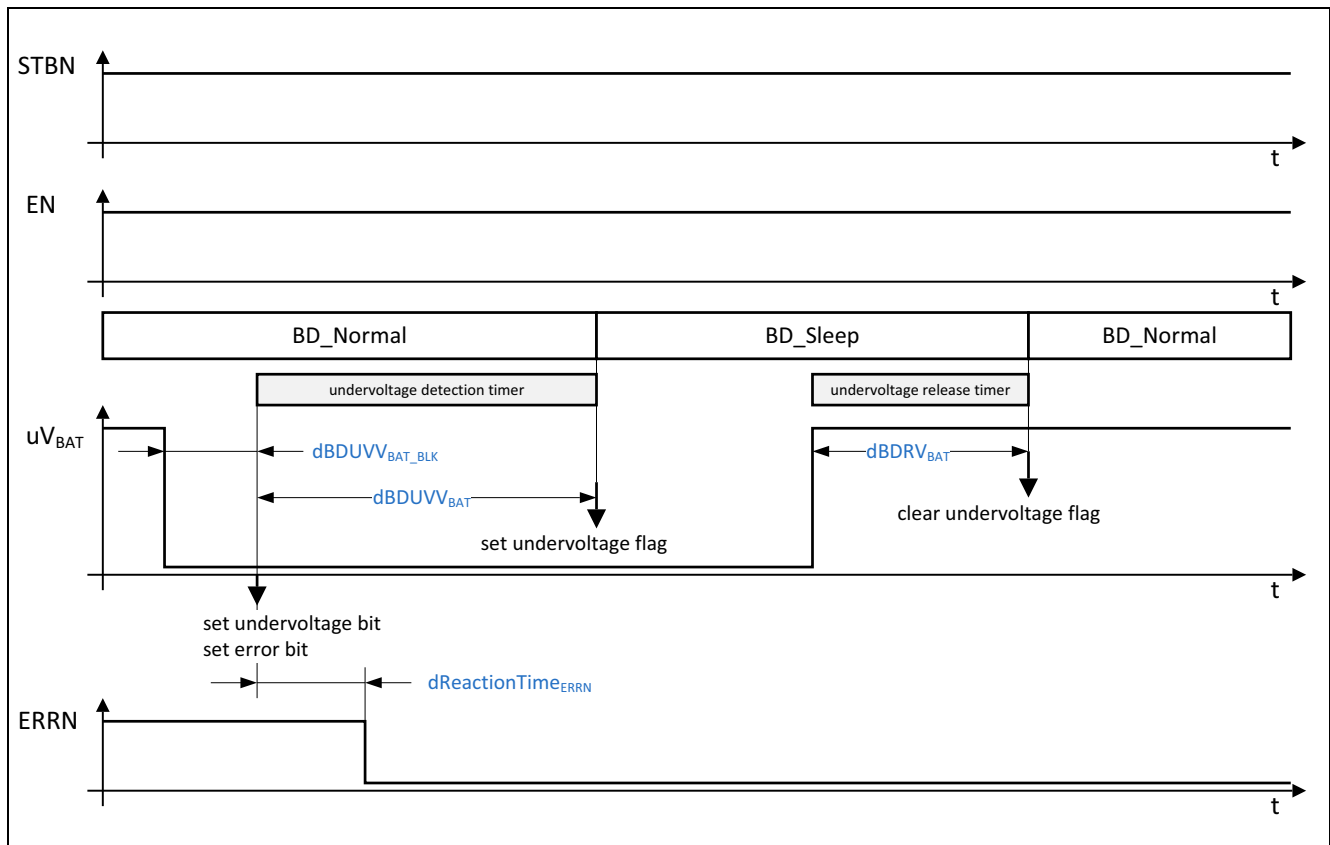 STBN
t
EN
t
BD_Normal
BD_Sleep
BD_Normal
undervoltage detection timer
undervoltage release timer
uVBAT
dBDUVVBAT_BLK
dBDRVBAT
dBDUVVBAT
clear undervoltage flag
set undervoltage flag
t
set undervoltage bit
set error bit
dReactionTimeERRN
ERRN
t